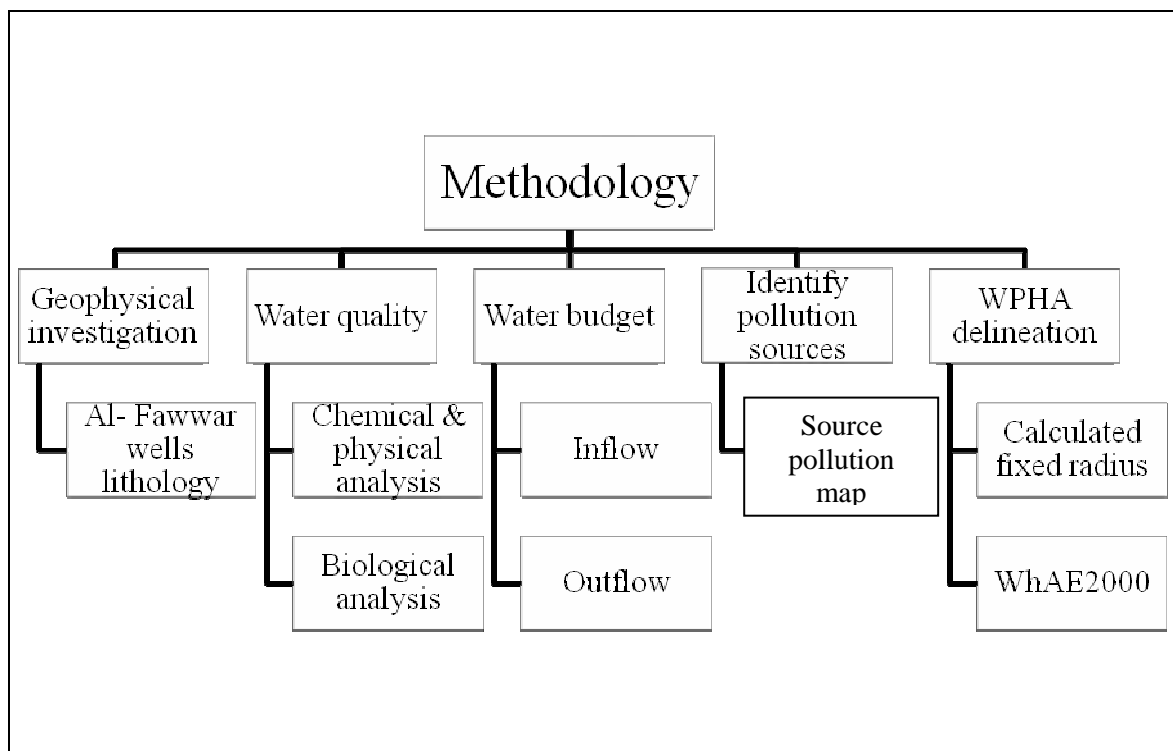 Methodology
Geophysical
investigation
Water quality
Water budget
Identify
pollution
sources
WPHA
delineation
Al- Fawwar
wells
lithology
Chemical &
physical
analysis
Inflow
Source
pollution
map
Calculated
fixed radius
Biological
analysis
Outflow
WhAE2000